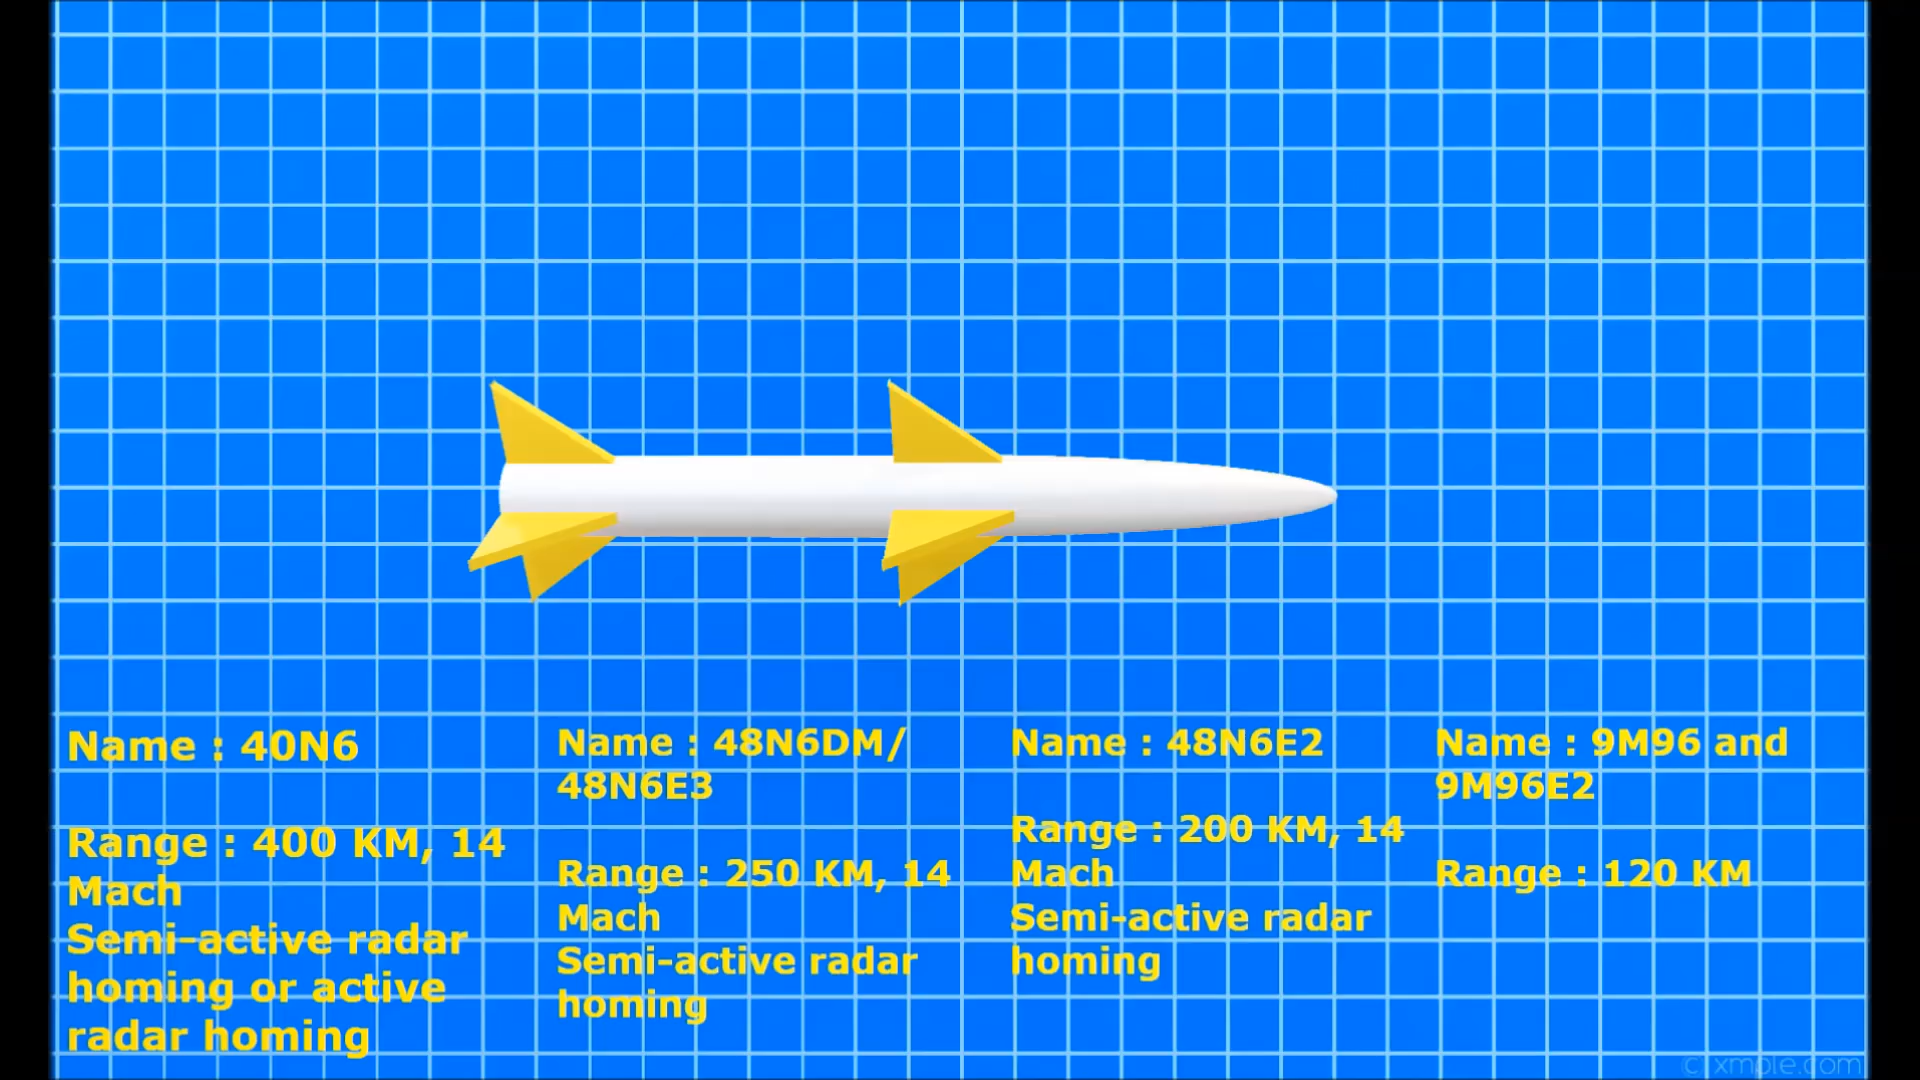 Name : 40N6
Range : 400 KM, 14
Mach
Semi-active radar
homing or active
radar homing
Name : 48N6DM/
48N6E3
Range : 250 KM, 14
Mach
Semi-active radar
homing
Name : 48N6E2
Range : 200 KM, 14
Mach
Semi-active radar
homing
Name : 9M96 and
9M96E2
Range : 120 KM
c) xmple.com